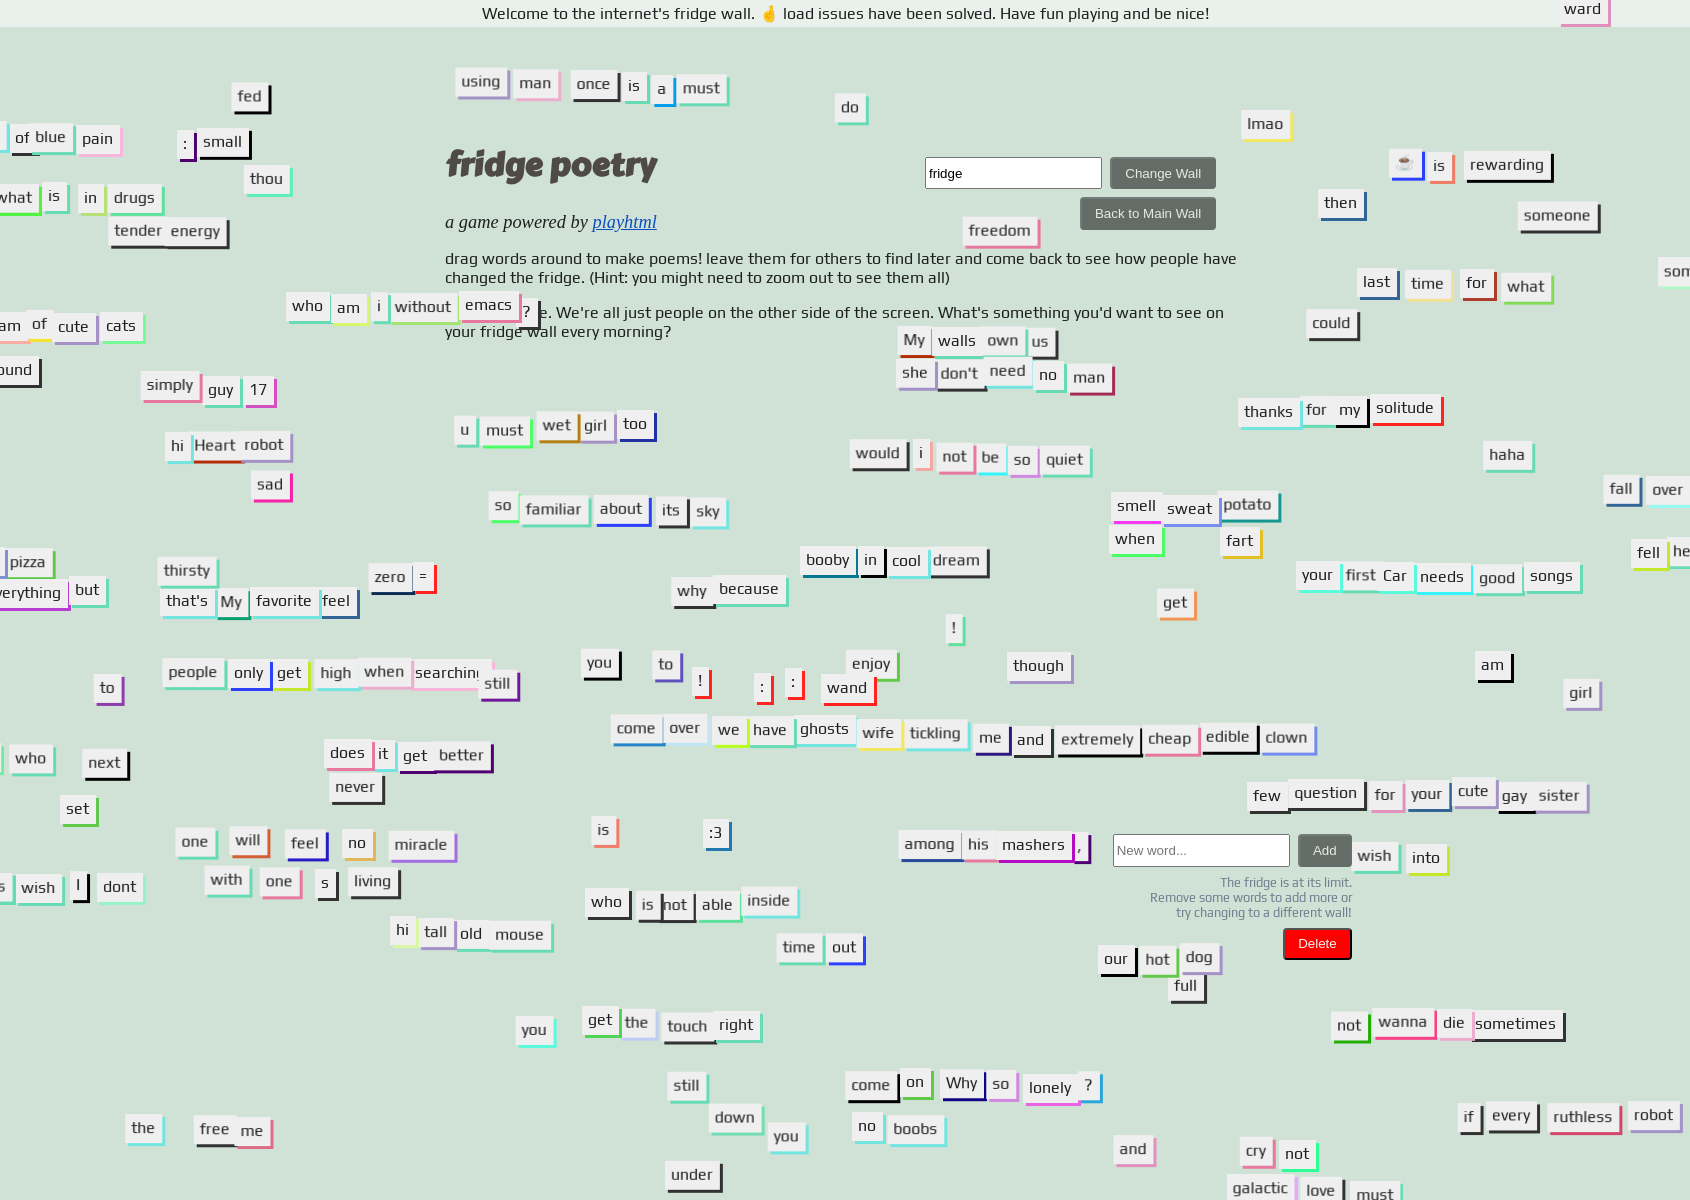 Welcome to the internet's fridge wall. 🤞 load issues have been solved. Have fun playing and be nice!
ward
fed
using man once is a must
do
lmao
of blue pain
: small
fridge poetry
fridge
Change Wall
☕ is rewarding
thou
what is in drugs
then
Back to Main Wall
someone
tender energy
a game powered by playhtml
freedom
drag words around to make poems! leave them for others to find later and come back to see how people have
changed the fridge. (Hint: you might need to zoom out to see them all)
last time for what
who am i without emacs ?
e. We're all just people on the other side of the screen. What's something you'd want to see on
your fridge wall every morning?
am of cute cats
could
My walls own us
she don't need no man
simply guy 17
thanks for my solitude
u must wet girl too
hi Heart robot
would i not be so quiet
haha
sad
fall over
so familiar about its sky
smell sweat potato
when fart
pizza
but
thirsty
that's My favorite feel
zero =
booby in cool dream
why because
fell he
your first Car needs good songs
get
!
you to ! : : wand
enjoy
though
am
girl
to
people only get high when searching
still
come over we have ghosts wife tickling me and extremely cheap edible clown
who next
does it get better
never
set
few question for your cute gay sister
one will feel no miracle
is :3
among his mashers ,
New word...
Add
wish into
The fridge is at its limit.
Remove some words to add more or
try changing to a different wall!
Delete
with one s living
wish I dont
who is not able inside
hi tall old mouse
time out
our hot dog
full
you
get the touch right
not wanna die sometimes
still
down
you
under
come on Why so lonely ?
no boobs
the free me
and
if every ruthless robot
cry not
galactic love must